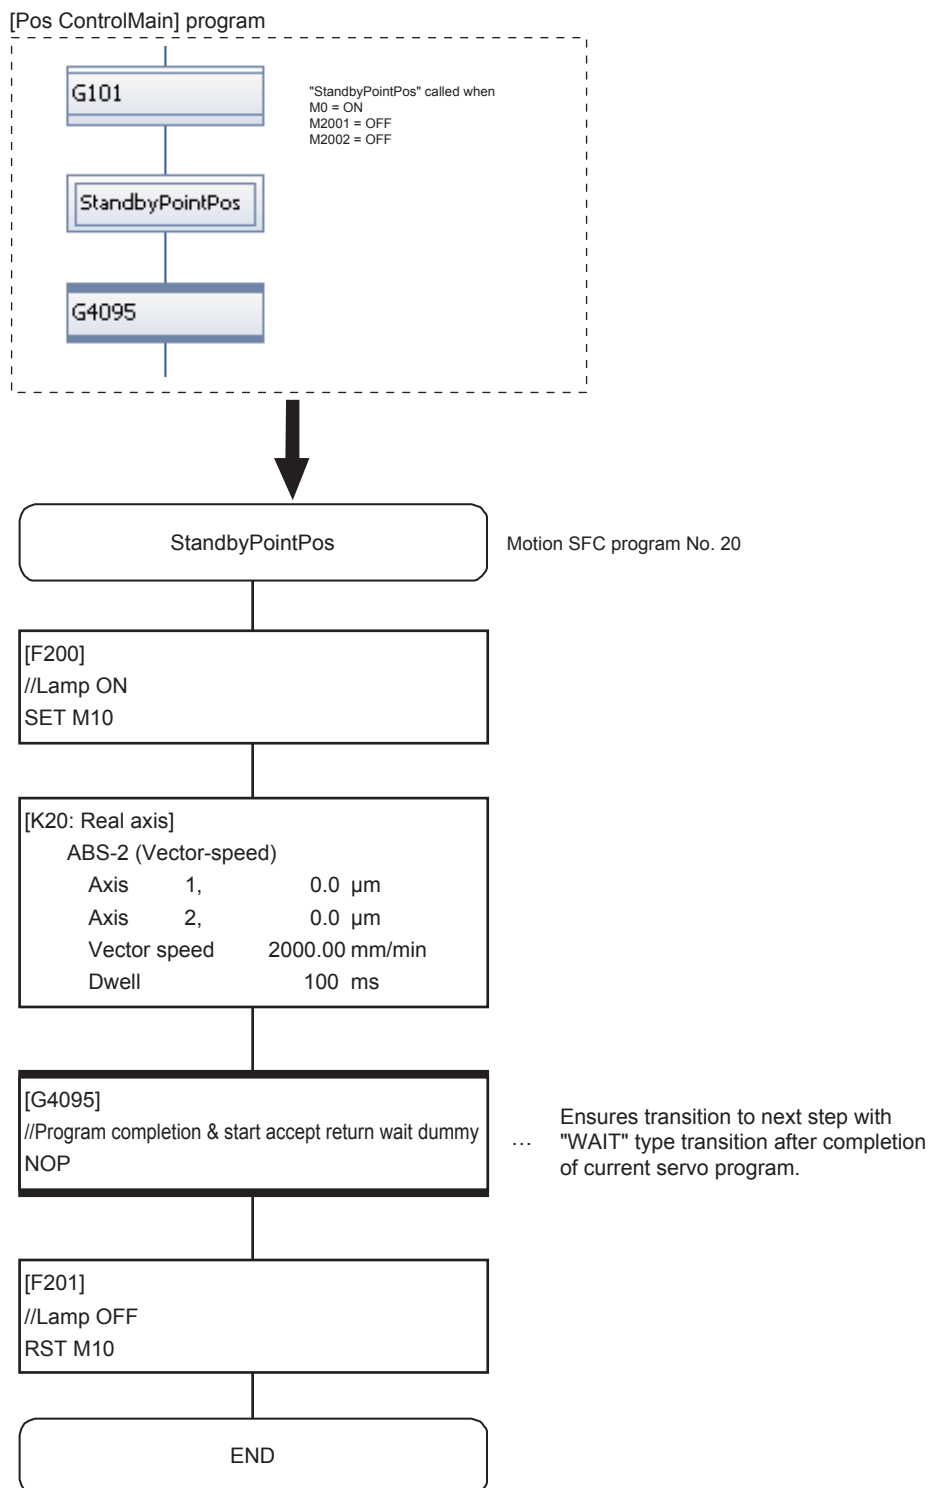 [Pos ControlMain] program
G101
"StandbyPointPos" called when
M0 = ON
M2001 = OFF
M2002 = OFF
StandbyPointPos
G4095
StandbyPointPos
Motion SFC program No. 20
[F200]
//Lamp ON
SET M10
[K20: Real axis]
ABS-2 (Vector-speed)
Axis 1, 0.0 µm
Axis 2, 0.0 µm
Vector speed 2000.00 mm/min
Dwell 100 ms
[G4095]
//Program completion & start accept return wait dummy
NOP
… Ensures transition to next step with
"WAIT" type transition after completion
of current servo program.
[F201]
//Lamp OFF
RST M10
END